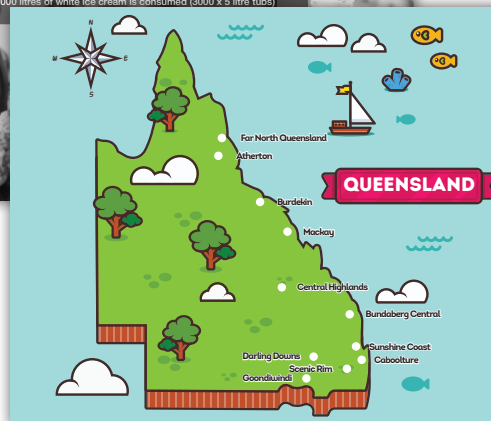 000 litres of white ice cream is consumed (3000 x 5 litre tubs)
N
W E
S
Far North Queensland
Atherton
QUEENSLAND
Burdekin
Mackay
Central Highlands
Bundaberg Central
Sunshine Coast
Darling Downs
Caboolture
Scenic Rim
Goondiwindi